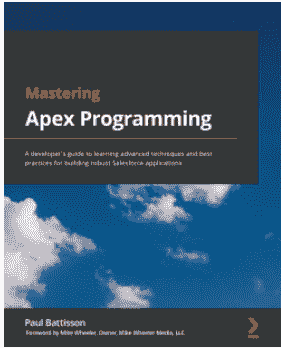 Mastering
Apex Programming
A developer's guide to learning advanced techniques and best
practices for building robust Salesforce applications
Paul Battisson
Foreword by Mike Wheeler, Owner, Mike Wheeler Media, LLC.